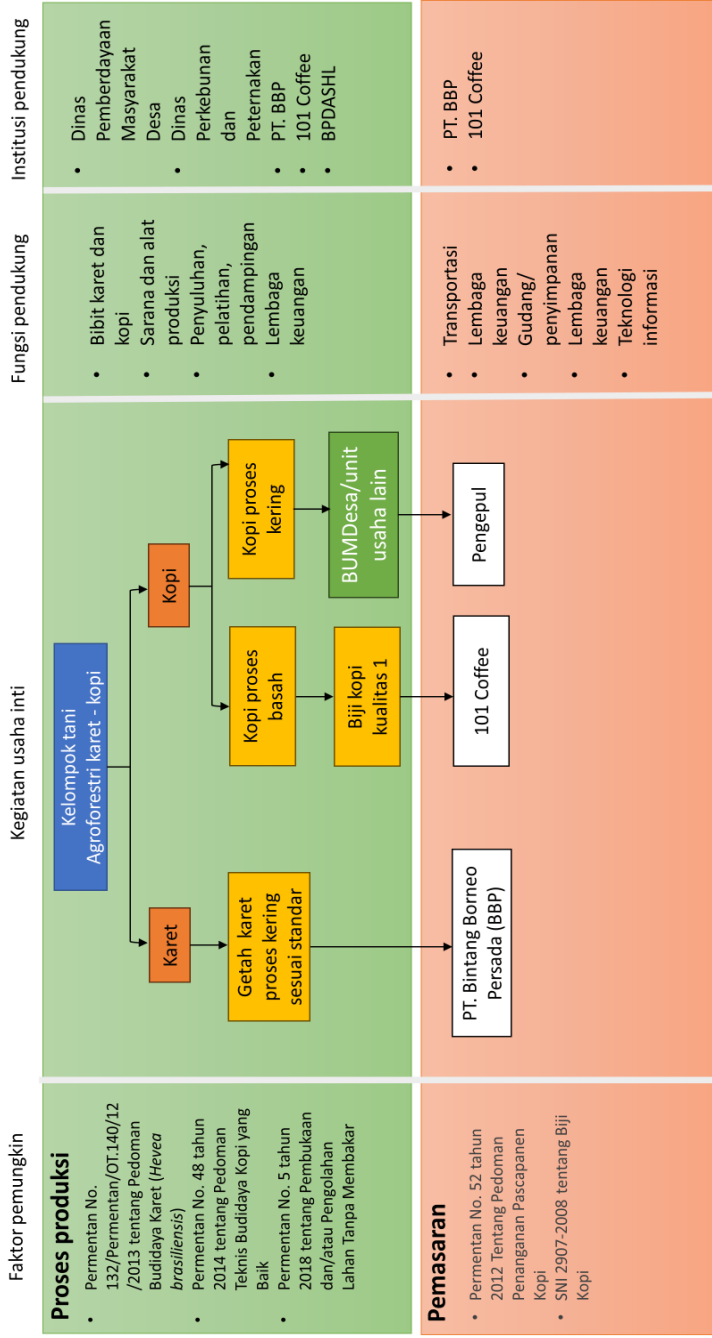 Faktor pemungkin
Kegiatan usaha inti
Fungsi pendukung
Institusi pendukung
Proses produksi
• Permentan No.
132/Permentan/OT.140/12
/2013 tentang Pedoman
Budidaya Karet (Hevea
brasiliensis)
• Permentan No. 48 tahun
2014 tentang Pedoman
Teknis Budidaya Kopi yang
Baik
• Permentan No. 5 tahun
2018 tentang Pembukaan
dan/atau Pengolahan
Lahan Tanpa Membakar
Kelompok tani
Agroforestri karet - kopi
Karet
Kopi
Getah karet
proses kering
sesuai standar
Kopi proses
basah
Kopi proses
kering
Biji kopi
kualitas 1
BUMDesa/unit
usaha lain
• Bibit karet dan
kopi
• Sarana dan alat
produksi
• Penyuluhan,
pelatihan,
pendampingan
• Lembaga
keuangan
• Dinas
Pemberdayaan
Masyarakat
Desa
• Dinas
Perkebunan
dan
Peternakan
• PT. BBP
• 101 Coffee
• BPDASHL
Pemasaran
• Permentan No. 52 tahun
2012 Tentang Pedoman
Penanganan Pascapanen
Kopi
• SNI 2907-2008 tentang Biji
Kopi
PT. Bintang Borneo
Persada (BBP)
101 Coffee
Pengepul
• Transportasi
• Lembaga
keuangan
• Gudang/
penyimpanan
• Lembaga
keuangan
• Teknologi
informasi
• PT. BBP
• 101 Coffee